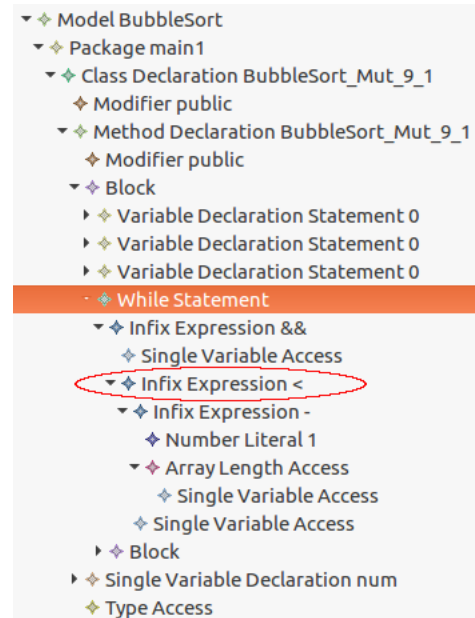 Model BubbleSort
Package main1
Class Declaration BubbleSort_Mut_9_1
Modifier public
Method Declaration BubbleSort_Mut_9_1
Modifier public
Block
Variable Declaration Statement 0
Variable Declaration Statement 0
Variable Declaration Statement 0
While Statement
Infix Expression &&
Single Variable Access
Infix Expression <
Infix Expression -
Number Literal 1
Array Length Access
Single Variable Access
Single Variable Access
Block
Single Variable Declaration num
Type Access